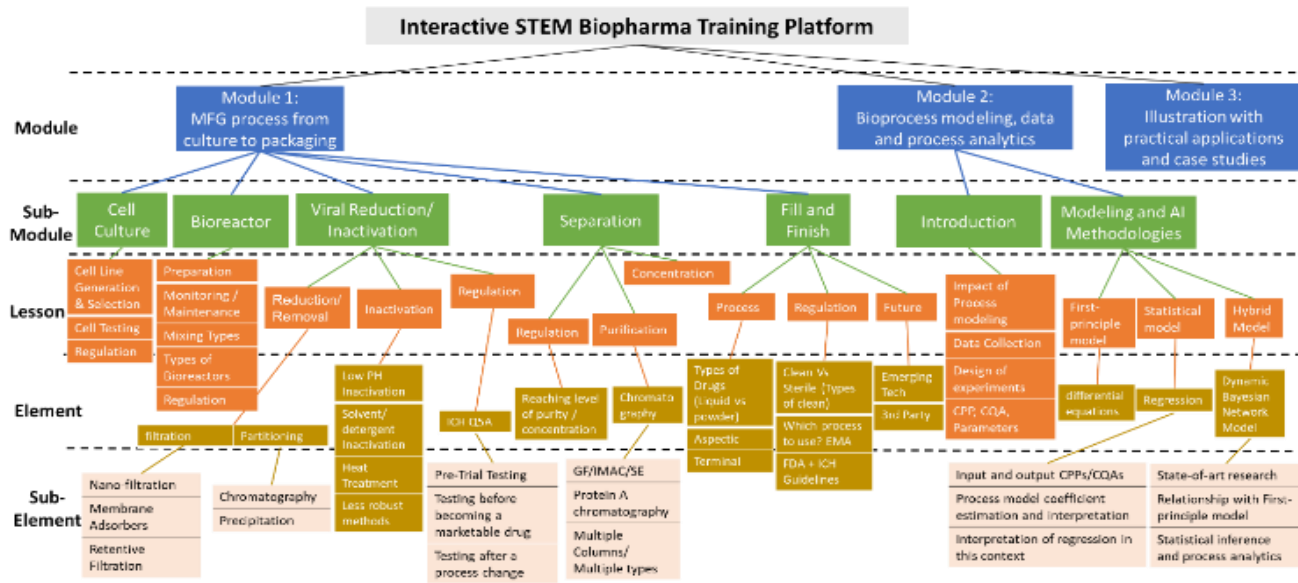 Interactive STEM Biopharma Training Platform
Module
Module 1:
MFG process from
culture to packaging
Module 2:
Bioprocess modeling, data
and process analytics
Module 3:
Illustration with
practical applications
and case studies
Sub-
Module
Cell
Culture
Bioreactor
Viral Reduction/
Inactivation
Separation
Fill and
Finish
Introduction
Modeling and AI
Methodologies
Lesson
Cell Line
Generation
& Selection
Cell Testing
Regulation
Preparation
Monitoring /
Maintenance
Mixing Types
Types of
Bioreactors
Regulation
Reduction/
Removal
Inactivation
Regulation
Regulation
Purification
Concentration
Process
Regulation
Future
Impact of
Process
modeling
Data Collection
Design of
experiments
CPP, CQA,
Parameters
First-
principle
model
Statistical
model
Hybrid
Model
Element
filtration
Partitioning
Low PH
Inactivation
Solvent/
detergent
Inactivation
Heat
Treatment
Less robust
methods
ICH Q5A
Reaching level
of purity /
concentration
Chromato
graphy
Types of
Drugs
(Liquid vs
powder)
Aspectic
Terminal
Clean Vs
Sterile (Types
of clean)
Which process
to use? EMA
FDA + ICH
Guidelines
Emerging
Tech
3rd Party
differential
equations
Regression
Dynamic
Bayesian
Network
Model
Sub-
Element
Nano filtration
Membrane
Adsorbers
Retentive
Filtration
Chromatography
Precipitation
Pre-Trial Testing
Testing before
becoming a
marketable drug
Testing after a
process change
GF/IMAC/SE
Protein A
chromatography
Multiple
Columns/
Multiple types
Input and output CPPs/CQAs
Process model coefficient
estimation and interpretation
Interpretation of regression in
this context
State-of-art research
Relationship with First-
principle model
Statistical inference
and process analytics